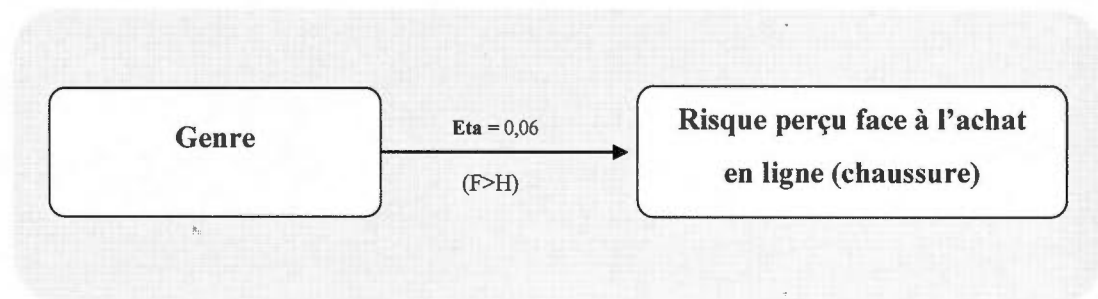 Genre
Eta = 0,06
(F>H)
Risque perçu face à l'achat
en ligne (chaussure)